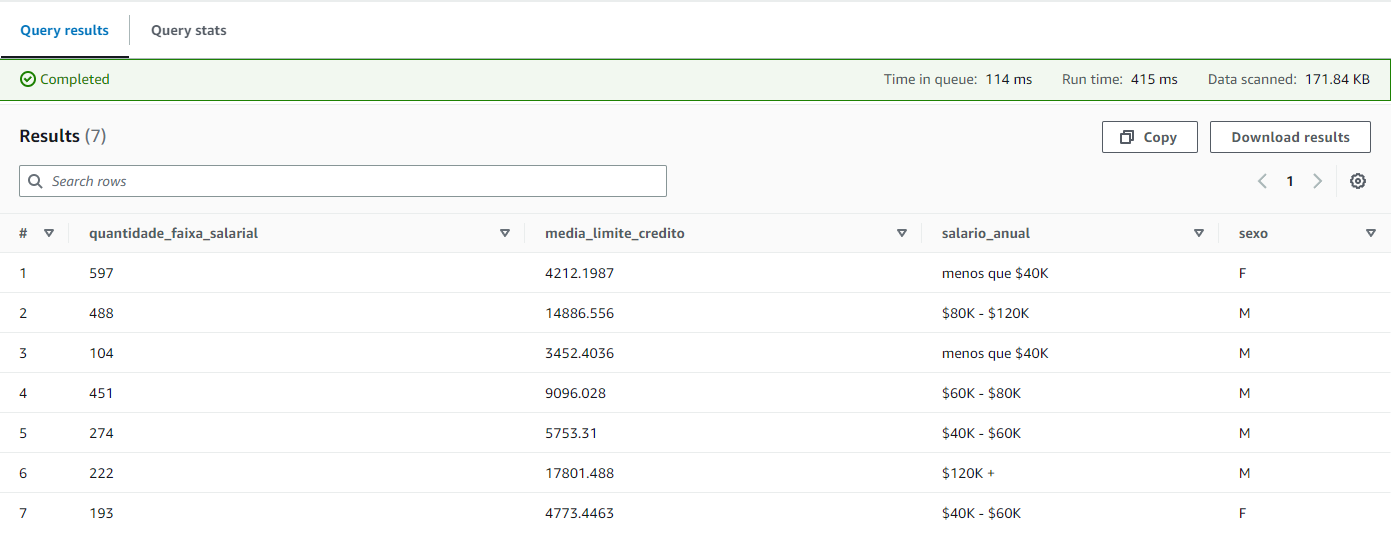 Query results Query stats
Completed Time in queue: 114 ms Run time: 415 ms Data scanned: 171.84 KB
Results (7) Copy Download results
Search rows 1
# quantidade_faixa_salarial media_limite_credito salario_anual sexo
1 597 4212.1987 menos que $40K F
2 488 14886.556 $80K - $120K M
3 104 3452.4036 menos que $40K M
4 451 9096.028 $60K - $80K M
5 274 5753.31 $40K - $60K M
6 222 17801.488 $120K + M
7 193 4773.4463 $40K - $60K F